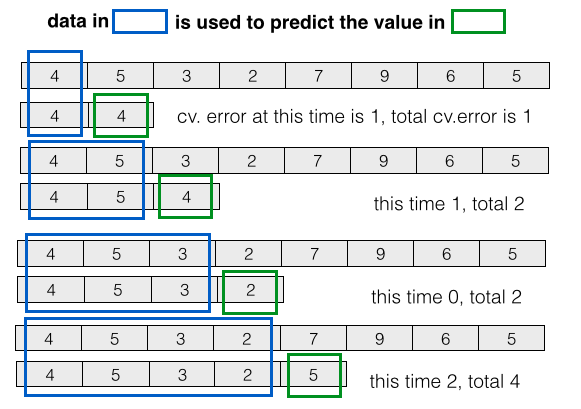 data in is used to predict the value in
4 5 3 2 7 9 6 5
4 4 cv. error at this time is 1, total cv.error is 1
4 5 3 2 7 9 6 5
4 5 4 this time 1, total 2
4 5 3 2 7 9 6 5
4 5 3 2 this time 0, total 2
4 5 3 2 7 9 6 5
4 5 3 2 5 this time 2, total 4